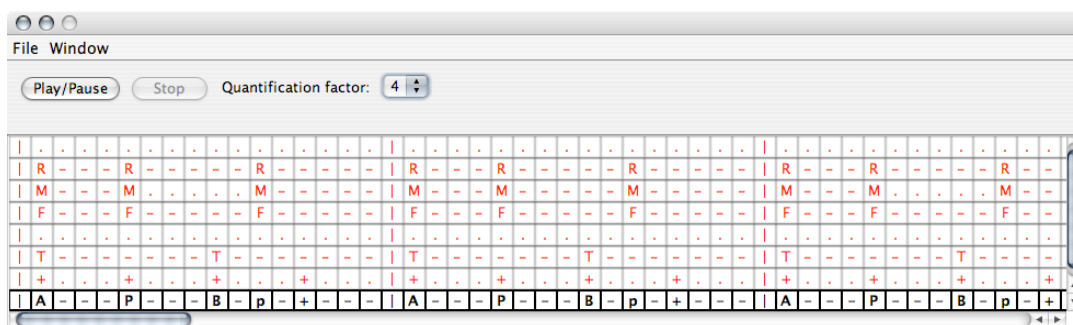 File Window
Play/Pause Stop Quantification factor: 4
| . . . . . . . . . . . . . . . . | . . . . . . . . . . . . . . . . | . . . . . . . . . . . . .
| R - - - R - - - - - R - - - - - | R - - - R - - - - - R - - - - - | R - - - R - - - - - R - -
| M - - - M . . . . . M - - - - - | M - - - M - - - - - M - - - - - | M - - - M . . . . . M - -
| F - - - F - - - - - F - - - - - | F - - - F - - - - - F - - - - - | F - - - F - - - - - F - -
| . . . . . . . . . . . . . . . . | . . . . . . . . . . . . . . . . | . . . . . . . . . . . . .
| T - - - - - - - T - - - - - - - | T - - - - - - - T - - - - - - - | T - - - - - - - T - - - -
| + . . . + . . . + . . . + . . . | + . . . + . . . + . . . + . . . | + . . . + . . . + . . . +
| A - - - P - - - B - p - + - - - | A - - - P - - - B - p - + - - - | A - - - P - - - B - p - +